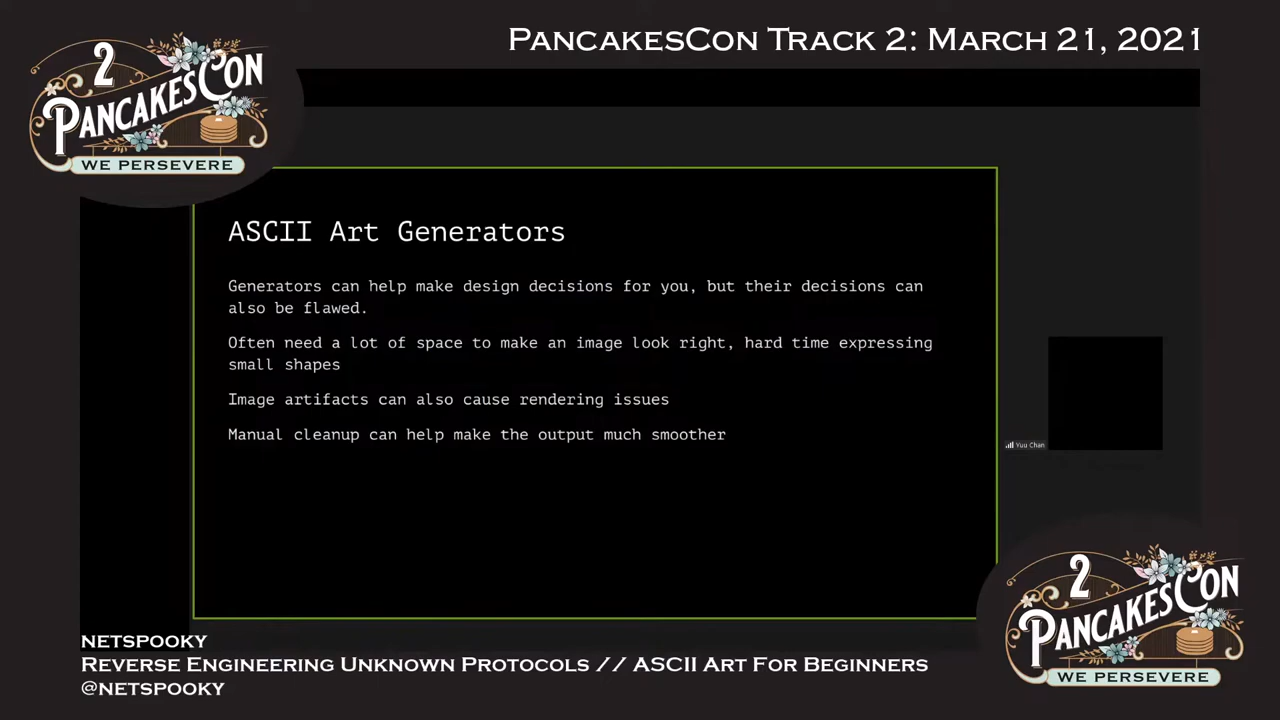 PancakesCon Track 2: March 21, 2021
2
PANCAKESCON
WE PERSEVERE
ASCII Art Generators
Generators can help make design decisions for you, but their decisions can
also be flawed.
Often need a lot of space to make an image look right, hard time expressing
small shapes
Image artifacts can also cause rendering issues
Manual cleanup can help make the output much smoother
Yuu Chan
netspooky
Reverse Engineering Unknown Protocols // ASCII Art For Beginners
@netspooky
2
PANCAKESCON
WE PERSEVERE